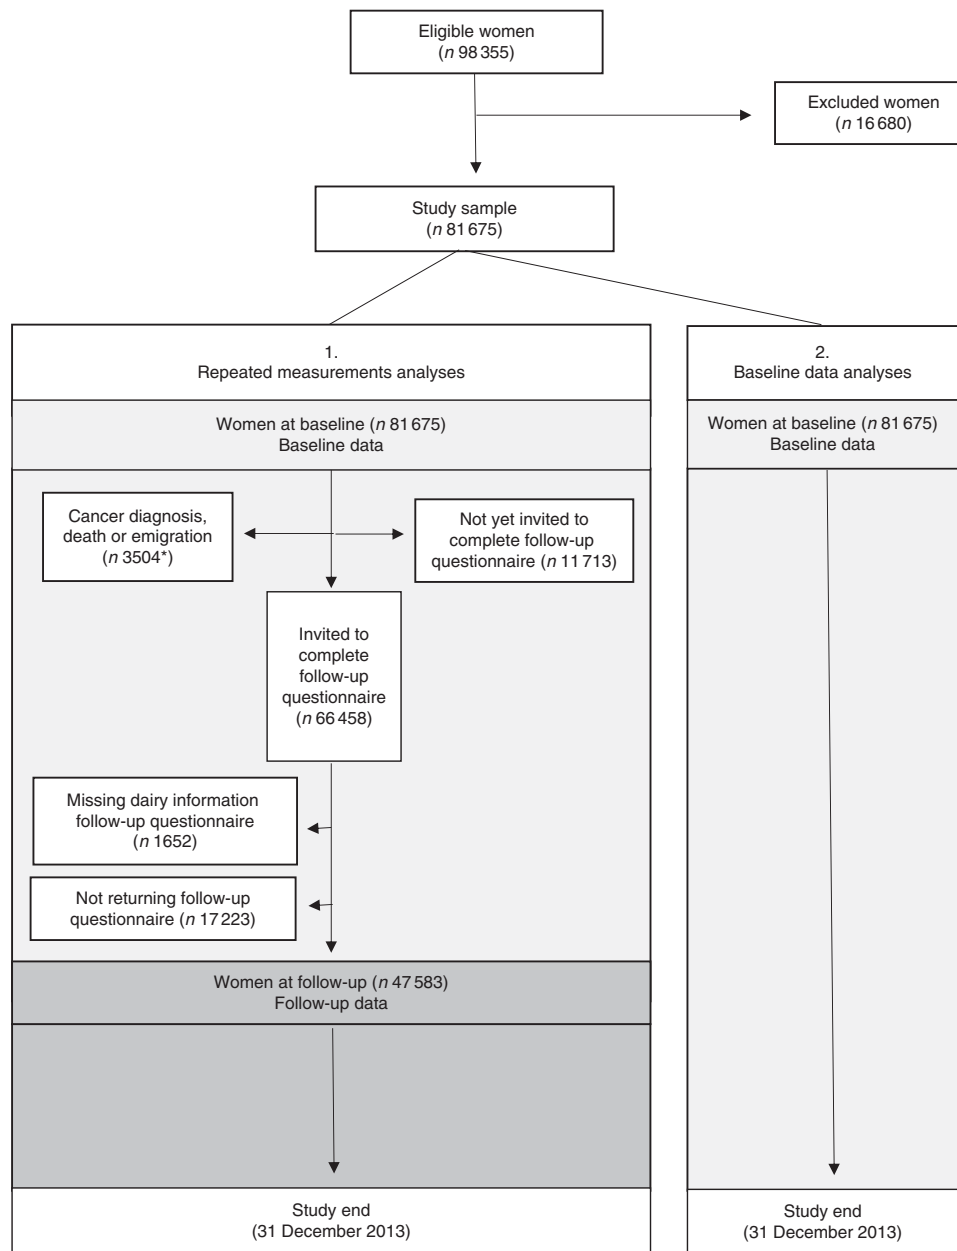 Eligible women
(n 98 355)
Excluded women
(n 16 680)
Study sample
(n 81 675)
1.
Repeated measurements analyses
2.
Baseline data analyses
Women at baseline (n 81 675)
Baseline data
Women at baseline (n 81 675)
Baseline data
Cancer diagnosis,
death or emigration
(n 3504*)
Not yet invited to
complete follow-up
questionnaire (n 11 713)
Invited to
complete
follow-up
questionnaire
(n 66 458)
Missing dairy information
follow-up questionnaire
(n 1652)
Not returning follow-up
questionnaire (n 17 223)
Women at follow-up (n 47 583)
Follow-up data
Study end
(31 December 2013)
Study end
(31 December 2013)